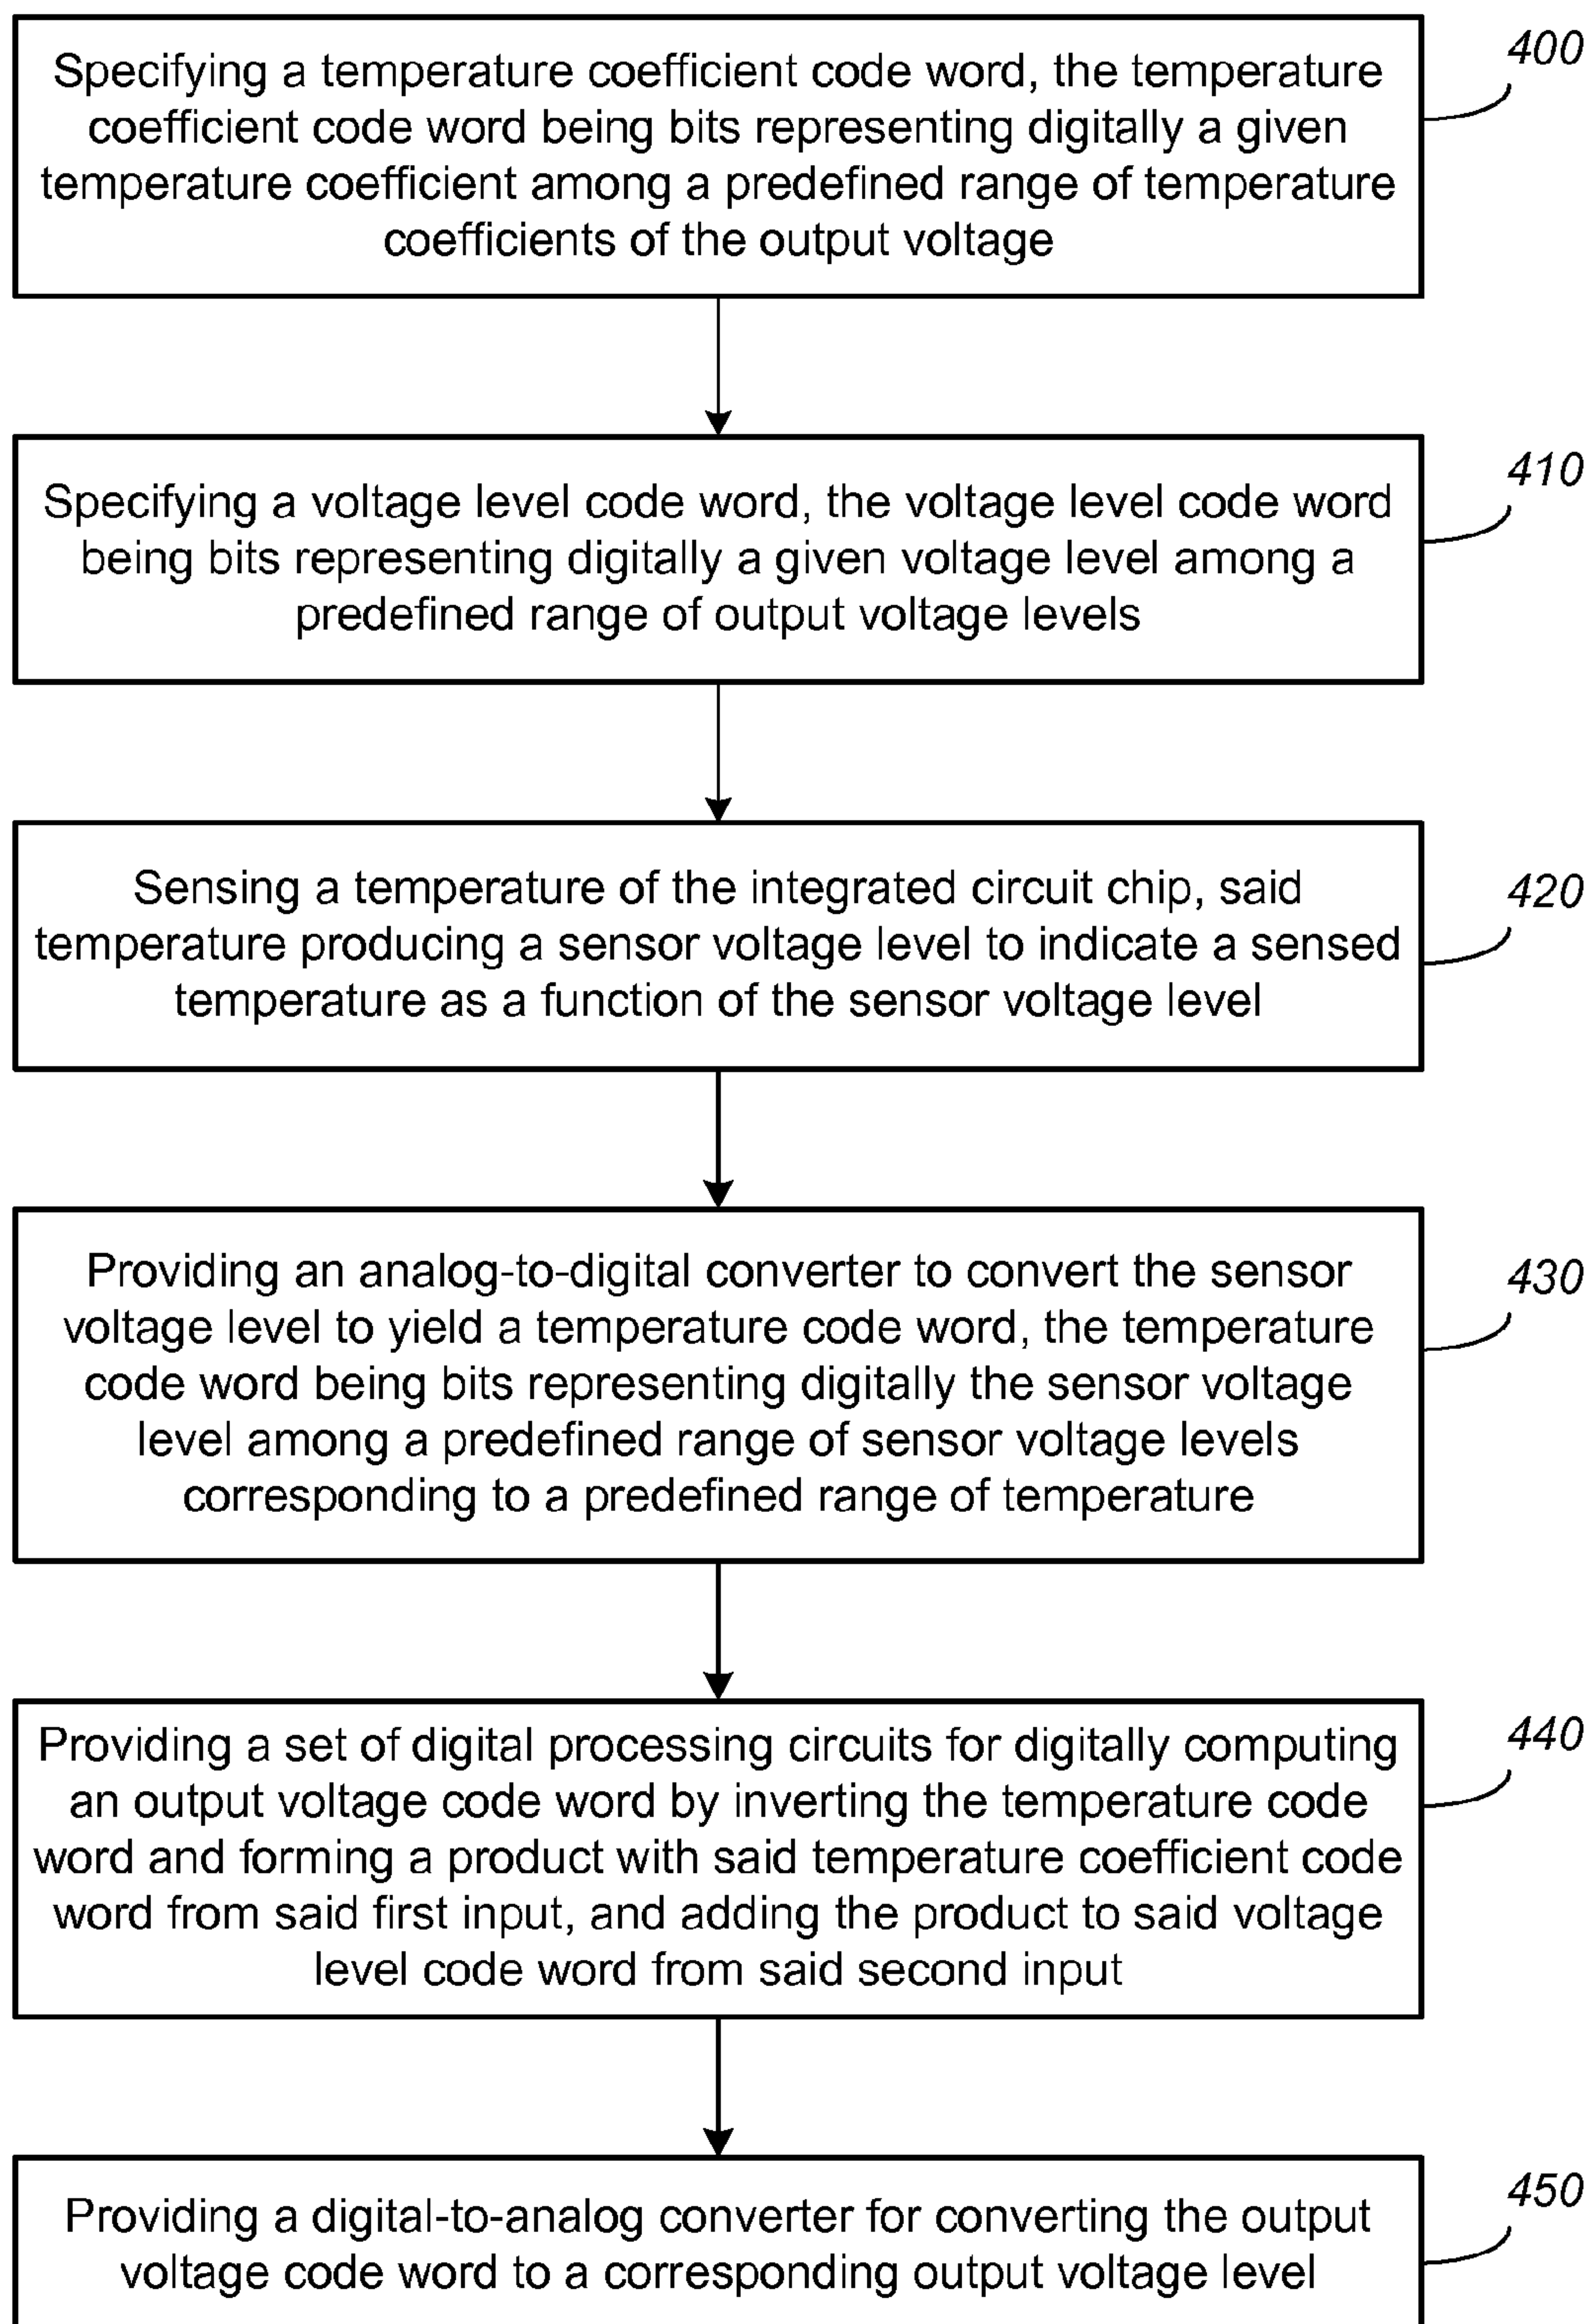 Specifying a temperature coefficient code word, the temperature
coefficient code word being bits representing digitally a given
temperature coefficient among a predefined range of temperature
coefficients of the output voltage
400
Specifying a voltage level code word, the voltage level code word
being bits representing digitally a given voltage level among a
predefined range of output voltage levels
410
Sensing a temperature of the integrated circuit chip, said
temperature producing a sensor voltage level to indicate a sensed
temperature as a function of the sensor voltage level
420
Providing an analog-to-digital converter to convert the sensor
voltage level to yield a temperature code word, the temperature
code word being bits representing digitally the sensor voltage
level among a predefined range of sensor voltage levels
corresponding to a predefined range of temperature
430
Providing a set of digital processing circuits for digitally computing
an output voltage code word by inverting the temperature code
word and forming a product with said temperature coefficient code
word from said first input, and adding the product to said voltage
level code word from said second input
440
Providing a digital-to-analog converter for converting the output
voltage code word to a corresponding output voltage level
450